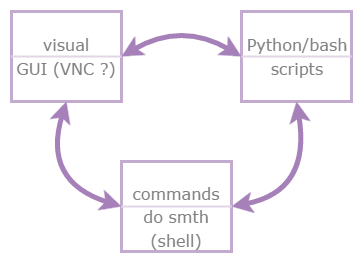 visual
GUI (VNC ?)
Python/bash
scripts
commands
do smth
(shell)